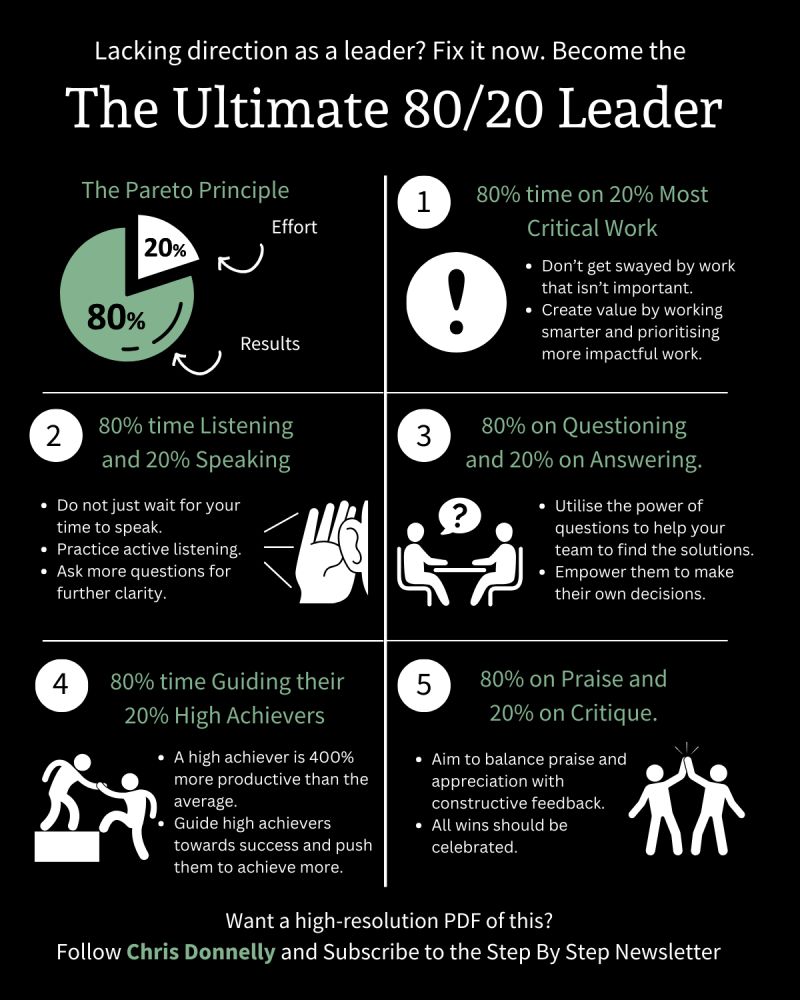 Lacking direction as a leader? Fix it now. Become the
The Ultimate 80/20 Leader
The Pareto Principle
20%
Effort
80%
Results
1
80% time on 20% Most
Critical Work
!
• Don’t get swayed by work
that isn’t important.
• Create value by working
smarter and prioritising
more impactful work.
2
80% time Listening
and 20% Speaking
• Do not just wait for your
time to speak.
• Practice active listening.
• Ask more questions for
further clarity.
3
80% on Questioning
and 20% on Answering.
?
• Utilise the power of
questions to help your
team to find the solutions.
• Empower them to make
their own decisions.
4
80% time Guiding their
20% High Achievers
• A high achiever is 400%
more productive than the
average.
• Guide high achievers
towards success and push
them to achieve more.
5
80% on Praise and
20% on Critique.
• Aim to balance praise and
appreciation with
constructive feedback.
• All wins should be
celebrated.
Want a high-resolution PDF of this?
Follow Chris Donnelly and Subscribe to the Step By Step Newsletter